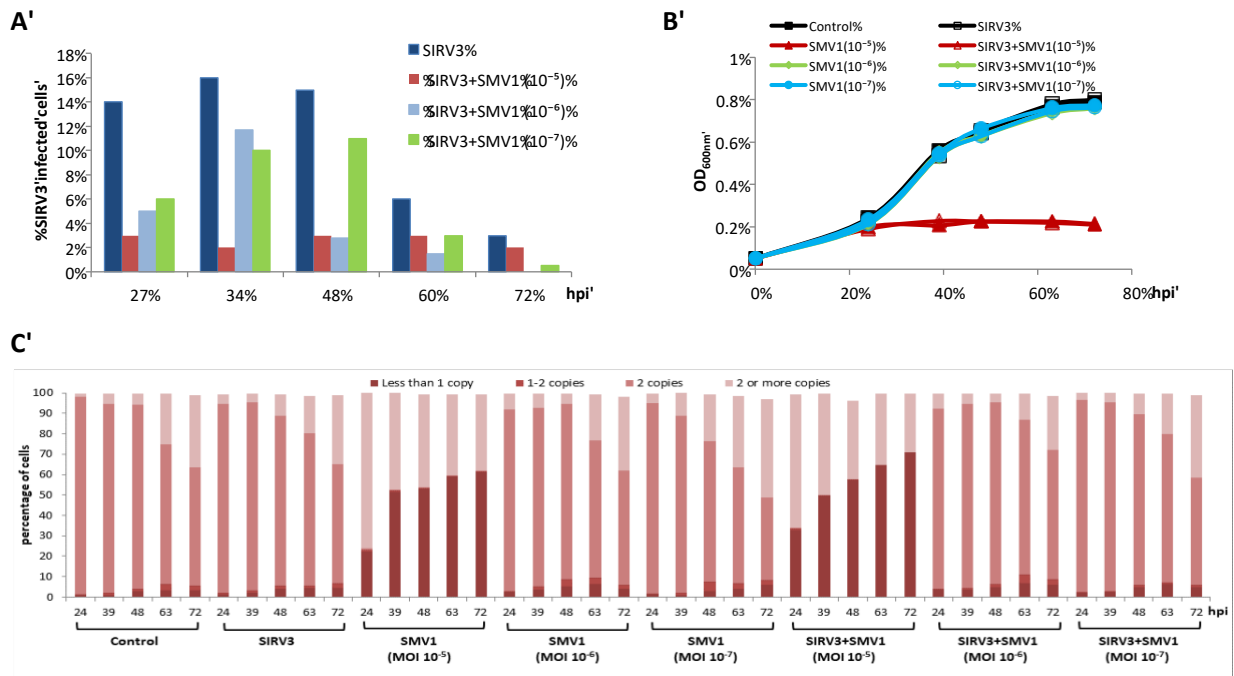 A'
18%
16%
14%
12%
10%
8%
6%
4%
2%
0%
%SIRV3'infected'cells'
27% 34% 48% 60% 72% hpi'
SIRV3%
SIRV3+SMV1(10⁻⁵)%
SIRV3+SMV1(10⁻⁶)%
SIRV3+SMV1(10⁻⁷)%
B'
Control% SIRV3%
SMV1(10⁻⁵)% SIRV3+SMV1(10⁻⁵)%
SMV1(10⁻⁶)% SIRV3+SMV1(10⁻⁶)%
SMV1(10⁻⁷)% SIRV3+SMV1(10⁻⁷)%
1%
0.8%
0.6%
0.4%
0.2%
0%
OD600nm'
0% 20% 40% 60% 80% hpi'
C'
Less than 1 copy 1-2 copies 2 copies 2 or more copies
100
90
80
70
60
50
40
30
20
10
0
percentage of cells
24 39 48 63 72 24 39 48 63 72 24 39 48 63 72 24 39 48 63 72 24 39 48 63 72 24 39 48 63 72 24 39 48 63 72 24 39 48 63 72 hpi
Control SIRV3 SMV1 SMV1 SMV1 SIRV3+SMV1 SIRV3+SMV1 SIRV3+SMV1
(MOI 10⁻⁵) (MOI 10⁻⁶) (MOI 10⁻⁷) (MOI 10⁻⁵) (MOI 10⁻⁶) (MOI 10⁻⁷)